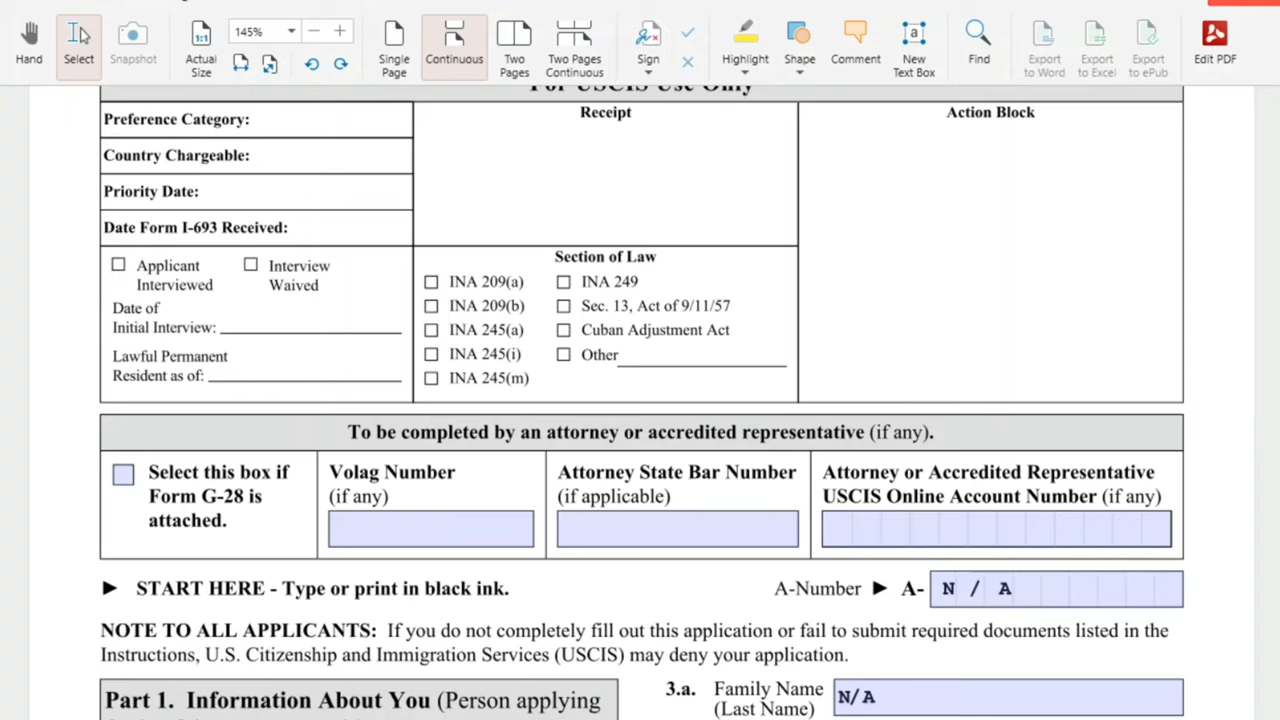 Hand
Select
Snapshot
Actual Size
145%
Single Page
Continuous
Two Pages
Two Pages Continuous
Sign
Highlight
Shape
Comment
New Text Box
Find
Export to Word
Export to Excel
Export to ePub
Edit PDF
For USCIS Use Only
Preference Category:
Country Chargeable:
Priority Date:
Date Form I-693 Received:
Applicant Interviewed
Interview Waived
Date of
Initial Interview:
Lawful Permanent
Resident as of:
Receipt
Section of Law
INA 209(a)
INA 209(b)
INA 245(a)
INA 245(i)
INA 245(m)
INA 249
Sec. 13, Act of 9/11/57
Cuban Adjustment Act
Other
Action Block
To be completed by an attorney or accredited representative (if any).
Select this box if
Form G-28 is
attached.
Volag Number
(if any)
Attorney State Bar Number
(if applicable)
Attorney or Accredited Representative
USCIS Online Account Number (if any)
► START HERE - Type or print in black ink.
A-Number ► A- N / A
NOTE TO ALL APPLICANTS: If you do not completely fill out this application or fail to submit required documents listed in the
Instructions, U.S. Citizenship and Immigration Services (USCIS) may deny your application.
Part 1. Information About You (Person applying
3.a. Family Name
(Last Name)
N/A